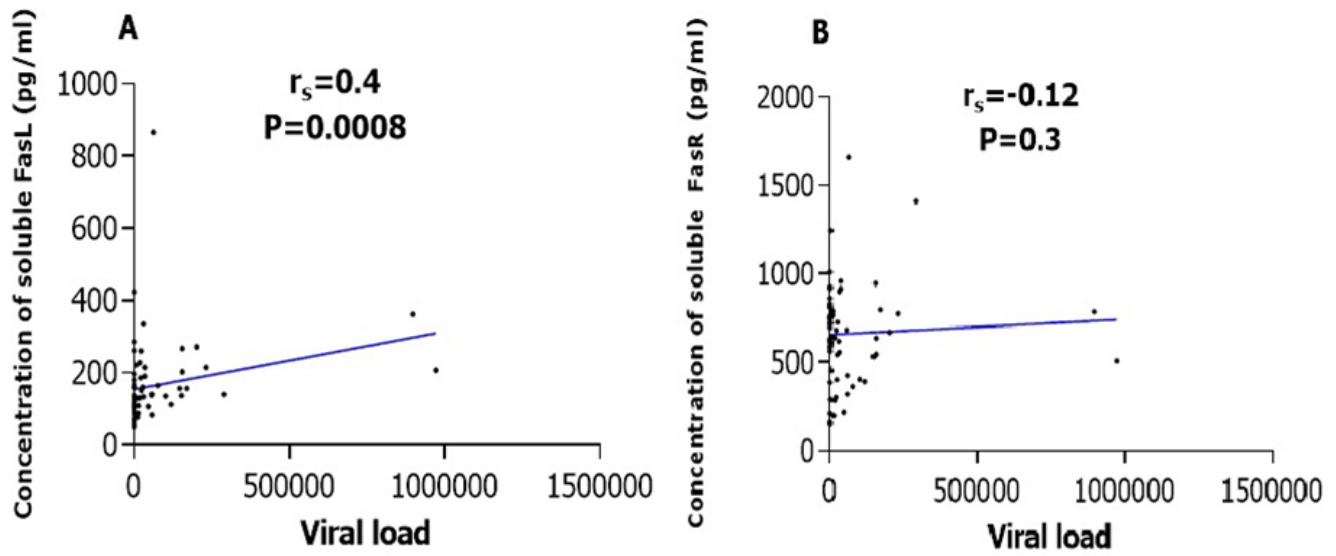 A
Concentration of soluble FasL (pg/ml)
rs=0.4
P=0.0008
1000
800
600
400
200
0
0 500000 1000000 1500000
Viral load
B
Concentration of soluble FasR (pg/ml)
rs=-0.12
P=0.3
2000
1500
1000
500
0
0 500000 1000000 1500000
Viral load